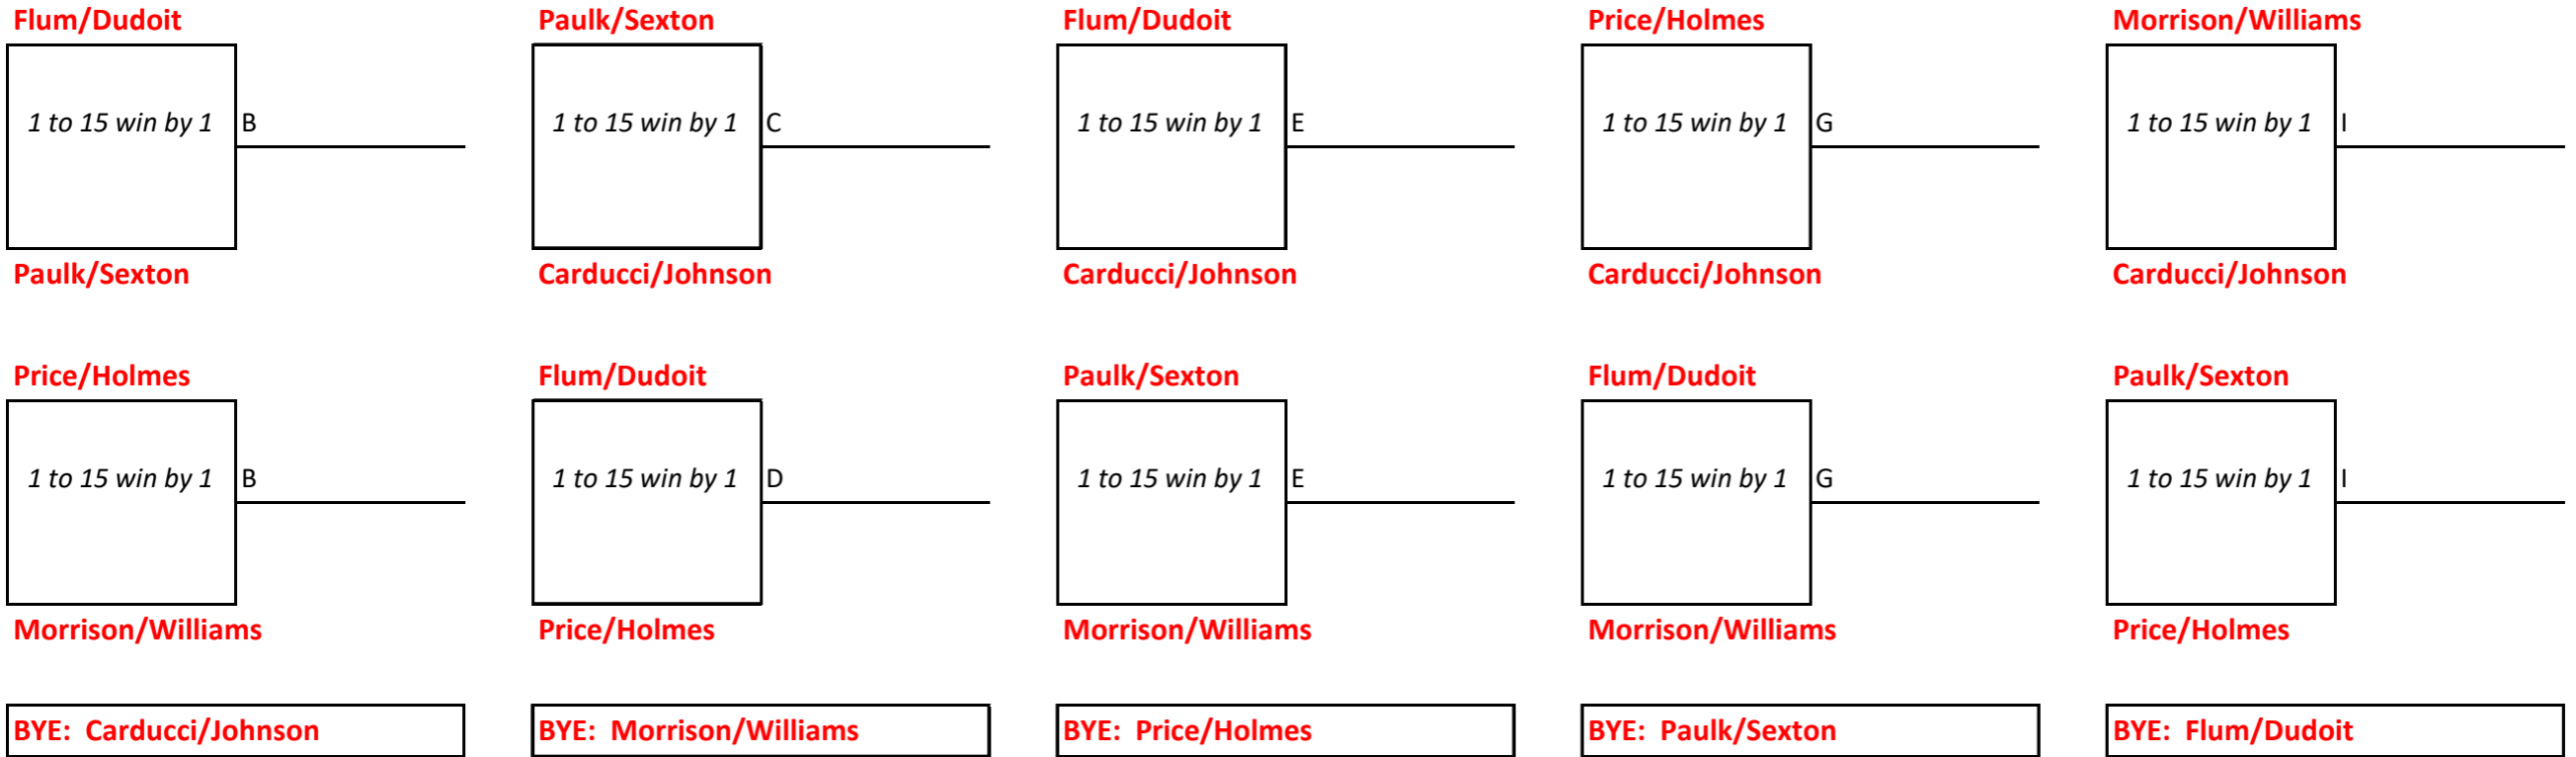 Flum/Dudoit Paulk/Sexton Flum/Dudoit Price/Holmes Morrison/Williams
1 to 15 win by 1 B 1 to 15 win by 1 C 1 to 15 win by 1 E 1 to 15 win by 1 G 1 to 15 win by 1 I
Paulk/Sexton Carducci/Johnson Carducci/Johnson Carducci/Johnson Carducci/Johnson
Price/Holmes Flum/Dudoit Paulk/Sexton Flum/Dudoit Paulk/Sexton
1 to 15 win by 1 B 1 to 15 win by 1 D 1 to 15 win by 1 E 1 to 15 win by 1 G 1 to 15 win by 1 I
Morrison/Williams Price/Holmes Morrison/Williams Morrison/Williams Price/Holmes
BYE: Carducci/Johnson BYE: Morrison/Williams BYE: Price/Holmes BYE: Paulk/Sexton BYE: Flum/Dudoit